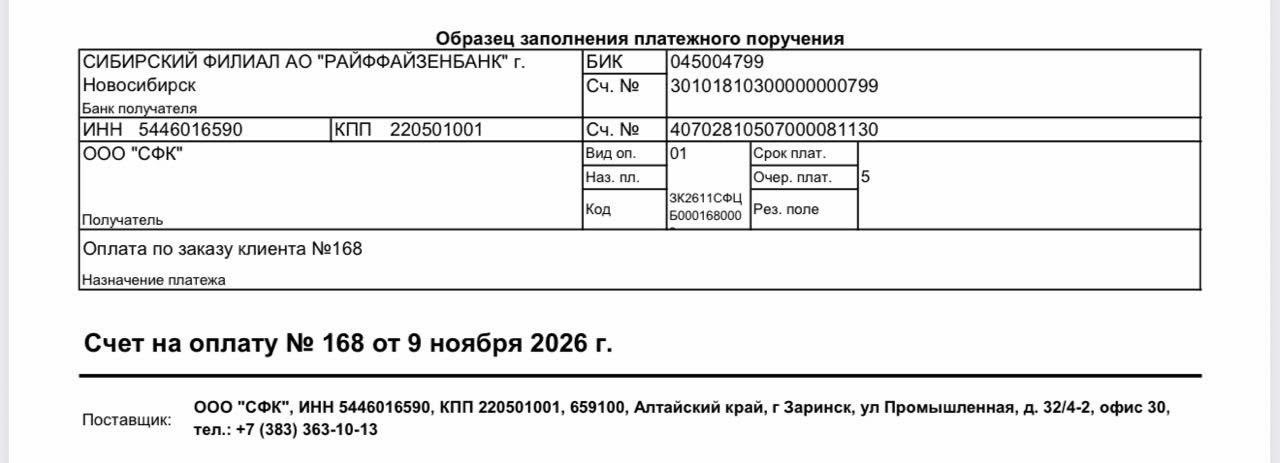 Образец заполнения платежного поручения
СИБИРСКИЙ ФИЛИАЛ АО "РАЙФФАЙЗЕНБАНК" г. БИК 045004799
Новосибирск Сч. № 30101810300000000799
Банк получателя
ИНН 5446016590 КПП 220501001 Сч. № 40702810507000081130
ООО "СФК" Вид оп. 01 Срок плат.
Наз. пл. Очер. плат. 5
ЗК2611СФЦ
Код Б000168000 Рез. поле
Получатель
Оплата по заказу клиента №168
Назначение платежа
Счет на оплату № 168 от 9 ноября 2026 г.
Поставщик: ООО "СФК", ИНН 5446016590, КПП 220501001, 659100, Алтайский край, г Заринск, ул Промышленная, д. 32/4-2, офис 30,
тел.: +7 (383) 363-10-13